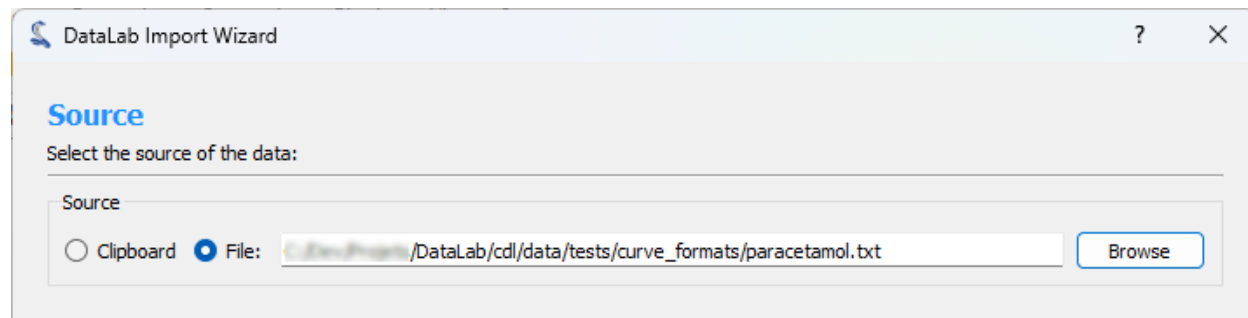 DataLab Import Wizard ?
Source
Select the source of the data:
Source
Clipboard File: /DataLab/cdl/data/tests/curve_formats/paracetamol.txt Browse